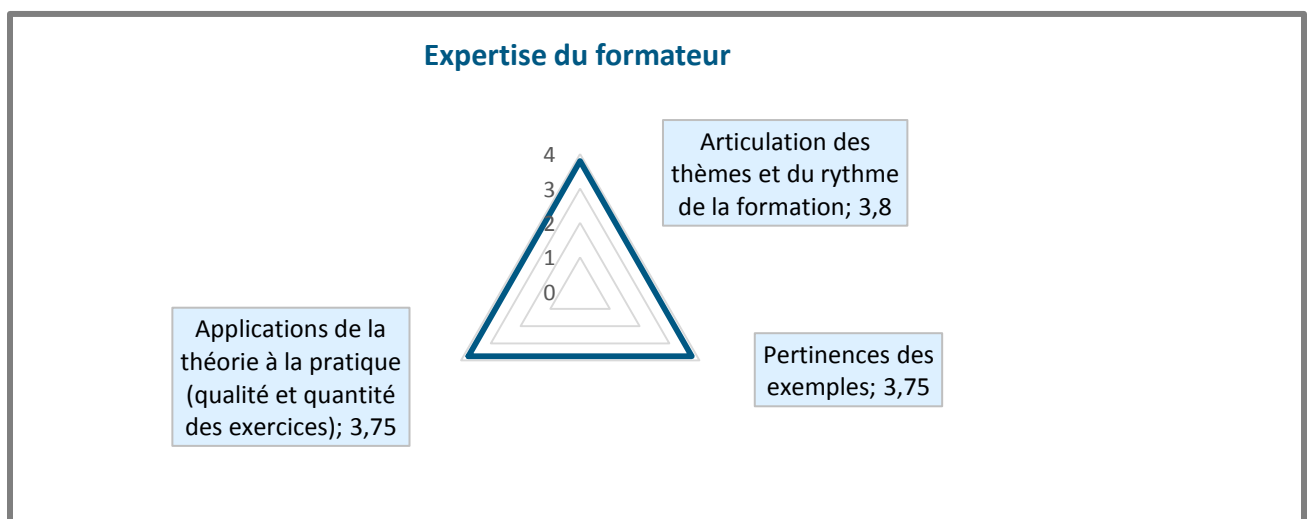 Expertise du formateur
Articulation des
thèmes et du rythme
de la formation; 3,8
4
3
2
1
0
Applications de la
théorie à la pratique
(qualité et quantité
des exercices); 3,75
Pertinences des
exemples; 3,75